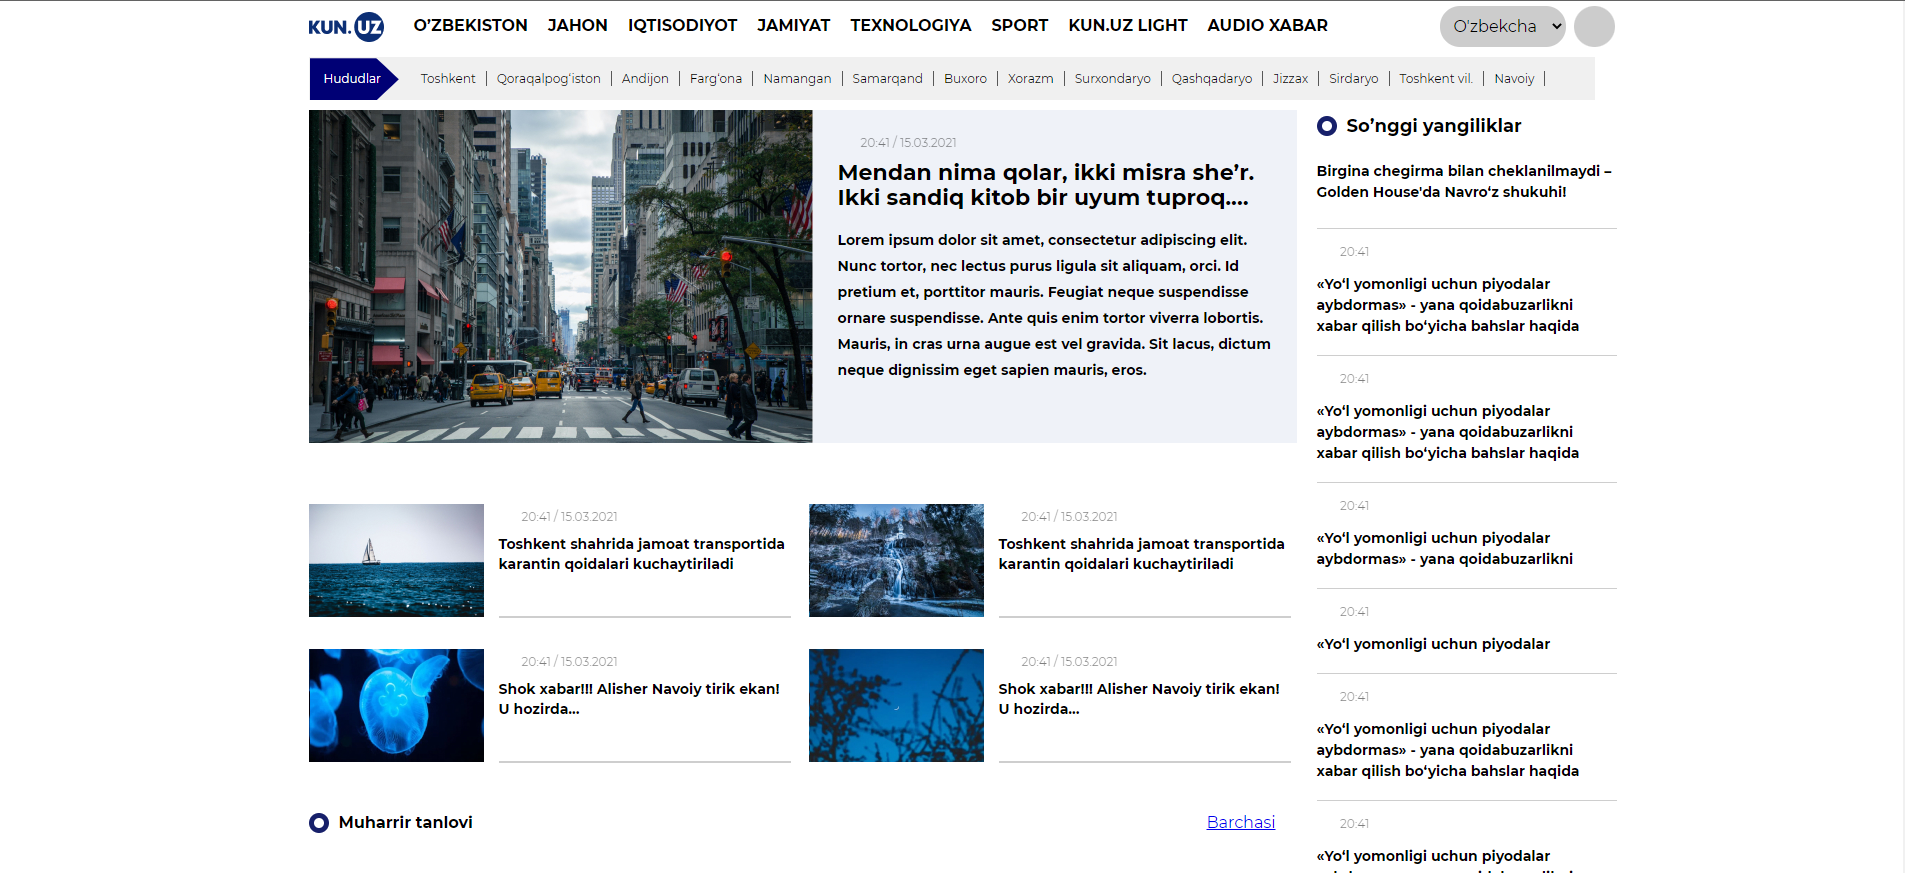 KUN.UZ
O’ZBEKISTON JAHON IQTISODIYOT JAMIYAT TEXNOLOGIYA SPORT KUN.UZ LIGHT AUDIO XABAR
O'zbekcha
Hududlar
Toshkent Qoraqalpog‘iston Andijon Farg‘ona Namangan Samarqand Buxoro Xorazm Surxondaryo Qashqadaryo Jizzax Sirdaryo Toshkent vil. Navoiy
20:41 / 15.03.2021
Mendan nima qolar, ikki misra she’r.
Ikki sandiq kitob bir uyum tuproq....
Lorem ipsum dolor sit amet, consectetur adipiscing elit.
Nunc tortor, nec lectus purus ligula sit aliquam, orci. Id
pretium et, porttitor mauris. Feugiat neque suspendisse
ornare suspendisse. Ante quis enim tortor viverra lobortis.
Mauris, in cras urna augue est vel gravida. Sit lacus, dictum
neque dignissim eget sapien mauris, eros.
20:41 / 15.03.2021
Toshkent shahrida jamoat transportida
karantin qoidalari kuchaytiriladi
20:41 / 15.03.2021
Toshkent shahrida jamoat transportida
karantin qoidalari kuchaytiriladi
20:41 / 15.03.2021
Shok xabar!!! Alisher Navoiy tirik ekan!
U hozirda...
20:41 / 15.03.2021
Shok xabar!!! Alisher Navoiy tirik ekan!
U hozirda...
Muharrir tanlovi
Barchasi
So’nggi yangiliklar
Birgina chegirma bilan cheklanilmaydi –
Golden House'da Navro‘z shukuhi!
20:41
«Yo‘l yomonligi uchun piyodalar
aybdormas» - yana qoidabuzarlikni
xabar qilish bo‘yicha bahslar haqida
20:41
«Yo‘l yomonligi uchun piyodalar
aybdormas» - yana qoidabuzarlikni
xabar qilish bo‘yicha bahslar haqida
20:41
«Yo‘l yomonligi uchun piyodalar
aybdormas» - yana qoidabuzarlikni
20:41
«Yo‘l yomonligi uchun piyodalar
20:41
«Yo‘l yomonligi uchun piyodalar
aybdormas» - yana qoidabuzarlikni
xabar qilish bo‘yicha bahslar haqida
20:41
«Yo‘l yomonligi uchun piyodalar